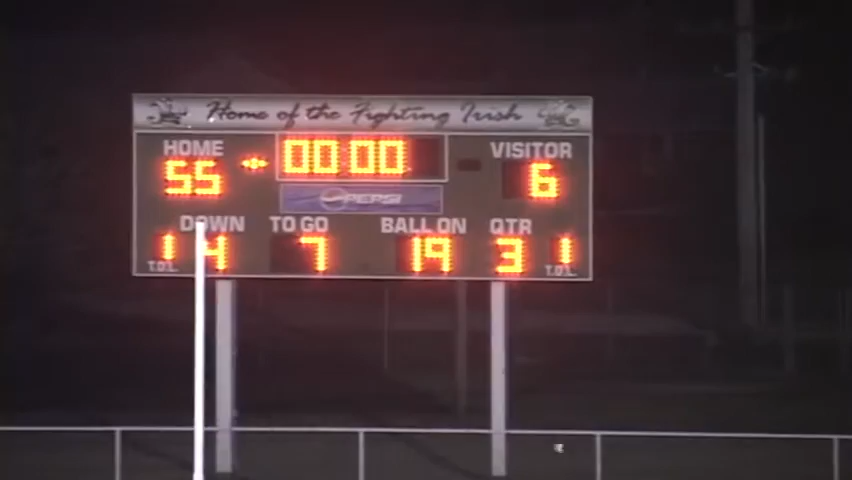 Home of the Fighting Irish
HOME 00:00 VISITOR
55 PEPSI 6
DOWN TO GO BALL ON QTR
1 4 7 19 3 1
T.O.L. T.O.L.